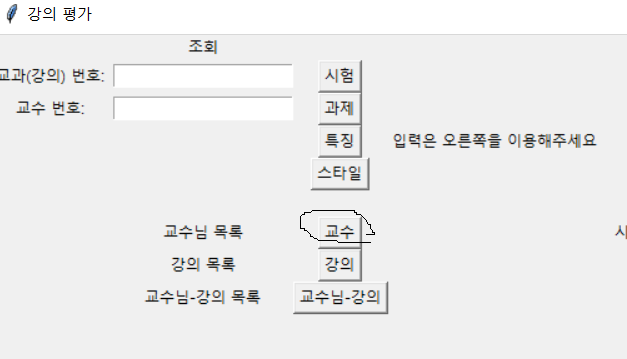 강의 평가
조회
교과(강의) 번호: 시험
교수 번호: 과제
특징 입력은 오른쪽을 이용해주세요
스타일
교수님 목록 교수
강의 목록 강의
교수님-강의 목록 교수님-강의